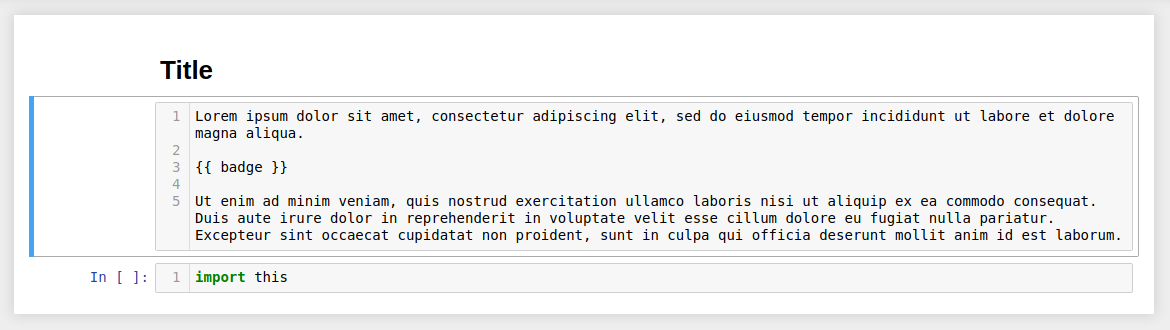 Title
1 Lorem ipsum dolor sit amet, consectetur adipiscing elit, sed do eiusmod tempor incididunt ut labore et dolore
magna aliqua.
2
3 {{ badge }}
4
5 Ut enim ad minim veniam, quis nostrud exercitation ullamco laboris nisi ut aliquip ex ea commodo consequat.
Duis aute irure dolor in reprehenderit in voluptate velit esse cillum dolore eu fugiat nulla pariatur.
Excepteur sint occaecat cupidatat non proident, sunt in culpa qui officia deserunt mollit anim id est laborum.
In [ ]: 1 import this